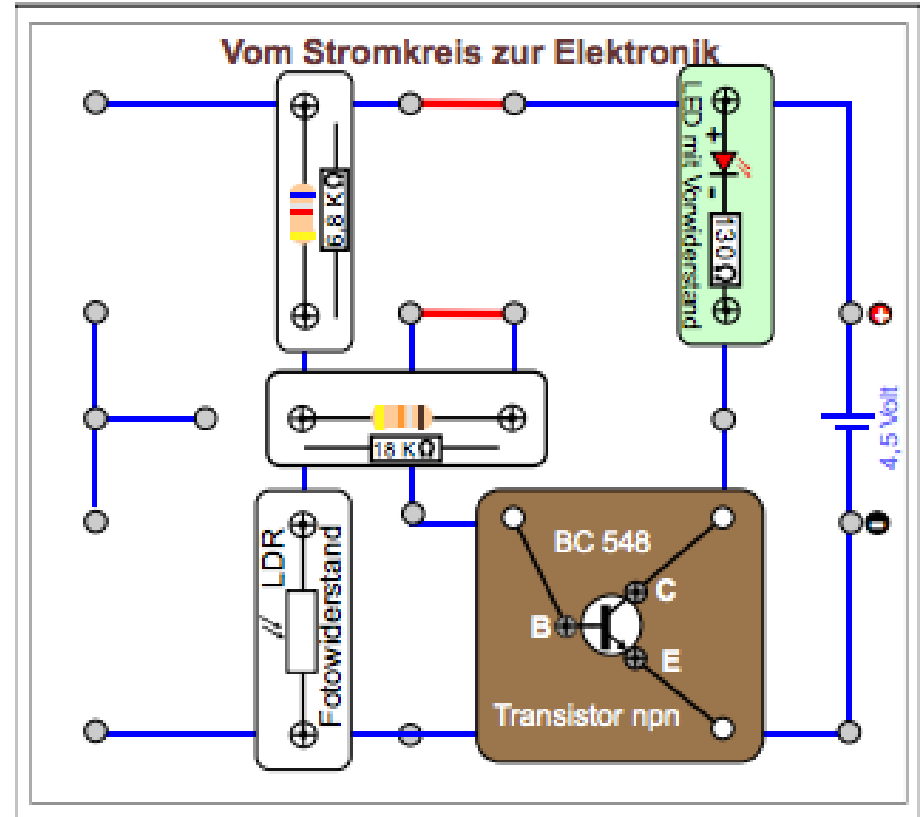 Vom Stromkreis zur Elektronik
6,8 KΩ
LED mit Vorwiderstand
+
-
130Ω
+
4,5 Volt
-
18 KΩ
LDR
Fotowiderstand
BC 548
C
B
E
Transistor npn